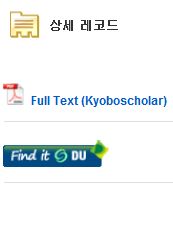 상세 레코드
Full Text (Kyoboscholar)
Find it DU